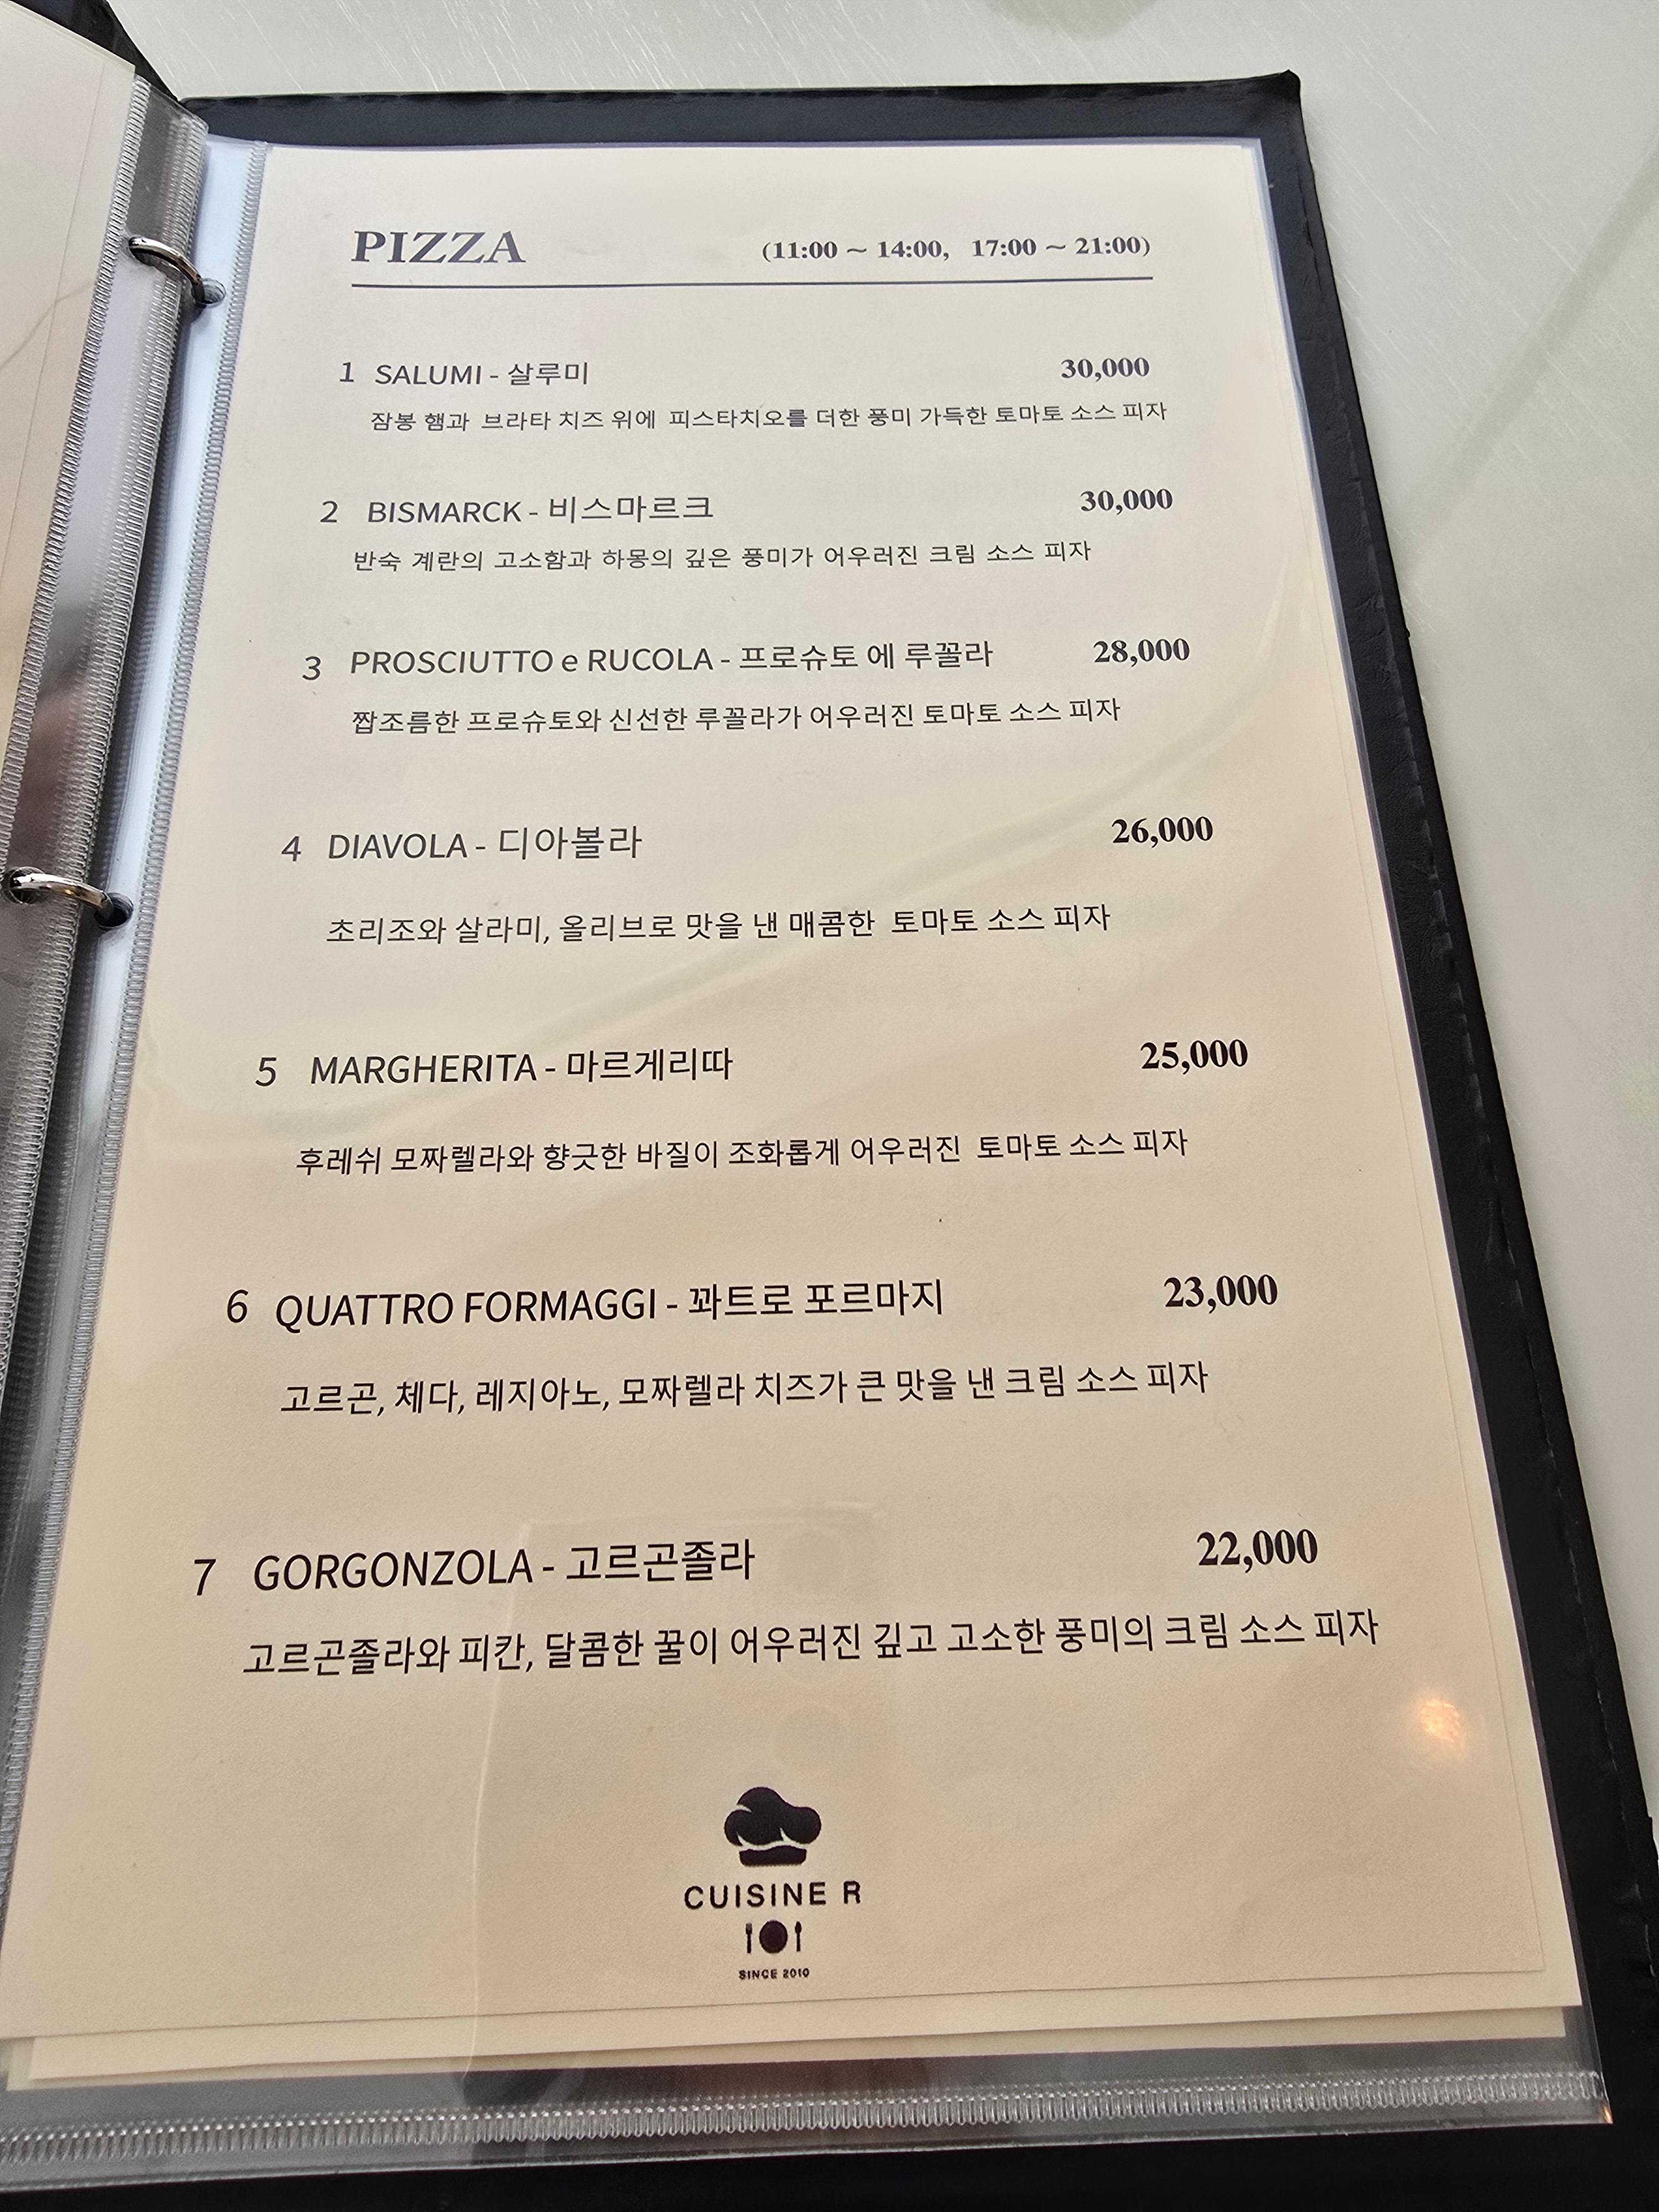 PIZZA (11:00 ~ 14:00, 17:00 ~ 21:00)
1 SALUMI - 살루미 30,000
잠봉 햄과 브라타 치즈 위에 피스타치오를 더한 풍미 가득한 토마토 소스 피자
2 BISMARCK - 비스마르크 30,000
반숙 계란의 고소함과 하몽의 깊은 풍미가 어우러진 크림 소스 피자
3 PROSCIUTTO e RUCOLA - 프로슈토 에 루꼴라 28,000
짭조름한 프로슈토와 신선한 루꼴라가 어우러진 토마토 소스 피자
4 DIAVOLA - 디아볼라 26,000
초리조와 살라미, 올리브로 맛을 낸 매콤한 토마토 소스 피자
5 MARGHERITA - 마르게리따 25,000
후레쉬 모짜렐라와 향긋한 바질이 조화롭게 어우러진 토마토 소스 피자
6 QUATTRO FORMAGGI - 꽈트로 포르마지 23,000
고르곤, 체다, 레지아노, 모짜렐라 치즈가 큰 맛을 낸 크림 소스 피자
7 GORGONZOLA - 고르곤졸라 22,000
고르곤졸라와 피칸, 달콤한 꿀이 어우러진 깊고 고소한 풍미의 크림 소스 피자
CUISINE R
SINCE 2010